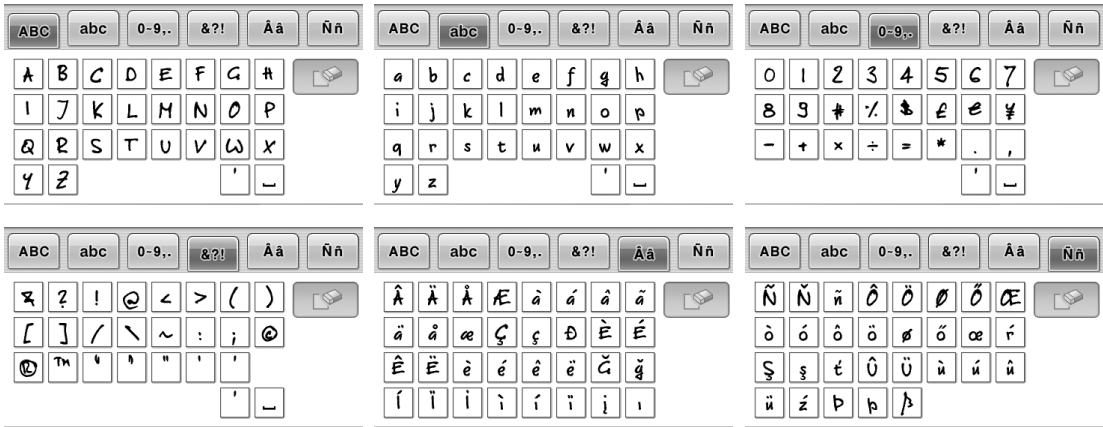 ABC abc 0~9,. &?! Ââ Ññ
A B C D E F G H
I J K L M N O P
Q R S T U V W X
Y Z ' ⎵
ABC abc 0~9,. &?! Ââ Ññ
a b c d e f g h
i j k l m n o p
q r s t u v w x
y z ' ⎵
ABC abc 0~9,. &?! Ââ Ññ
0 1 2 3 4 5 6 7
8 9 # % $ £ € ¥
- + × ÷ = * . ,
' ⎵
ABC abc 0~9,. &?! Ââ Ññ
& ? ! @ < > ( )
[ ] / \ ~ : ; ©
® ™ “ ” " ' '
' ⎵
ABC abc 0~9,. &?! Ââ Ññ
 Ä Å Æ à á â ã
ä å æ Ç ç Ð È É
Ê Ë è é ê ë Ğ ğ
Í Ï İ ì í ï į ı
ABC abc 0~9,. &?! Ââ Ññ
Ñ Ň ñ Ô Ö Ø Ő Œ
ò ó ô ö ø ő œ ŕ
Ş ş ť Û Ü ù ú û
ü ź Þ þ ß